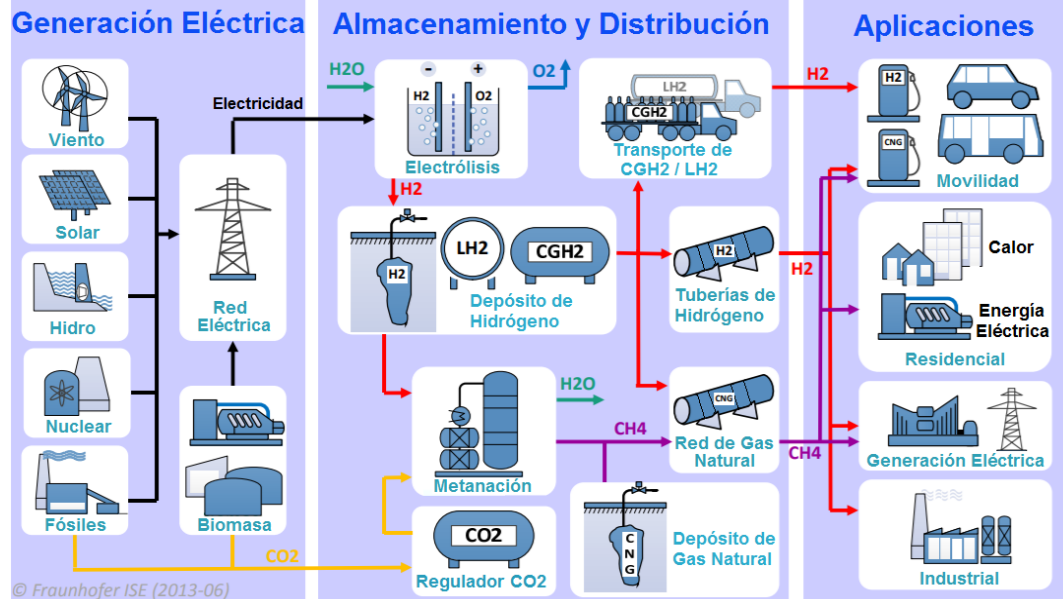 Generación Eléctrica
Viento
Solar
Hidro
Nuclear
Fósiles
Electricidad
Red
Eléctrica
Biomasa
CO2
© Fraunhofer ISE (2013-06)
Almacenamiento y Distribución
H2O
O2
-
+
H2
O2
Electrólisis
H2
LH2
CGH2
Transporte de
CGH2 / LH2
H2
H2
LH2
CGH2
Depósito de
Hidrógeno
H2
Tuberías de
Hidrógeno
H2
H2O
Metanación
CH4
CNG
Red de Gas
Natural
CH4
CO2
Regulador CO2
C
N
G
Depósito de
Gas Natural
Aplicaciones
H2
CNG
Movilidad
Calor
Energía
Eléctrica
Residencial
Generación Eléctrica
Industrial